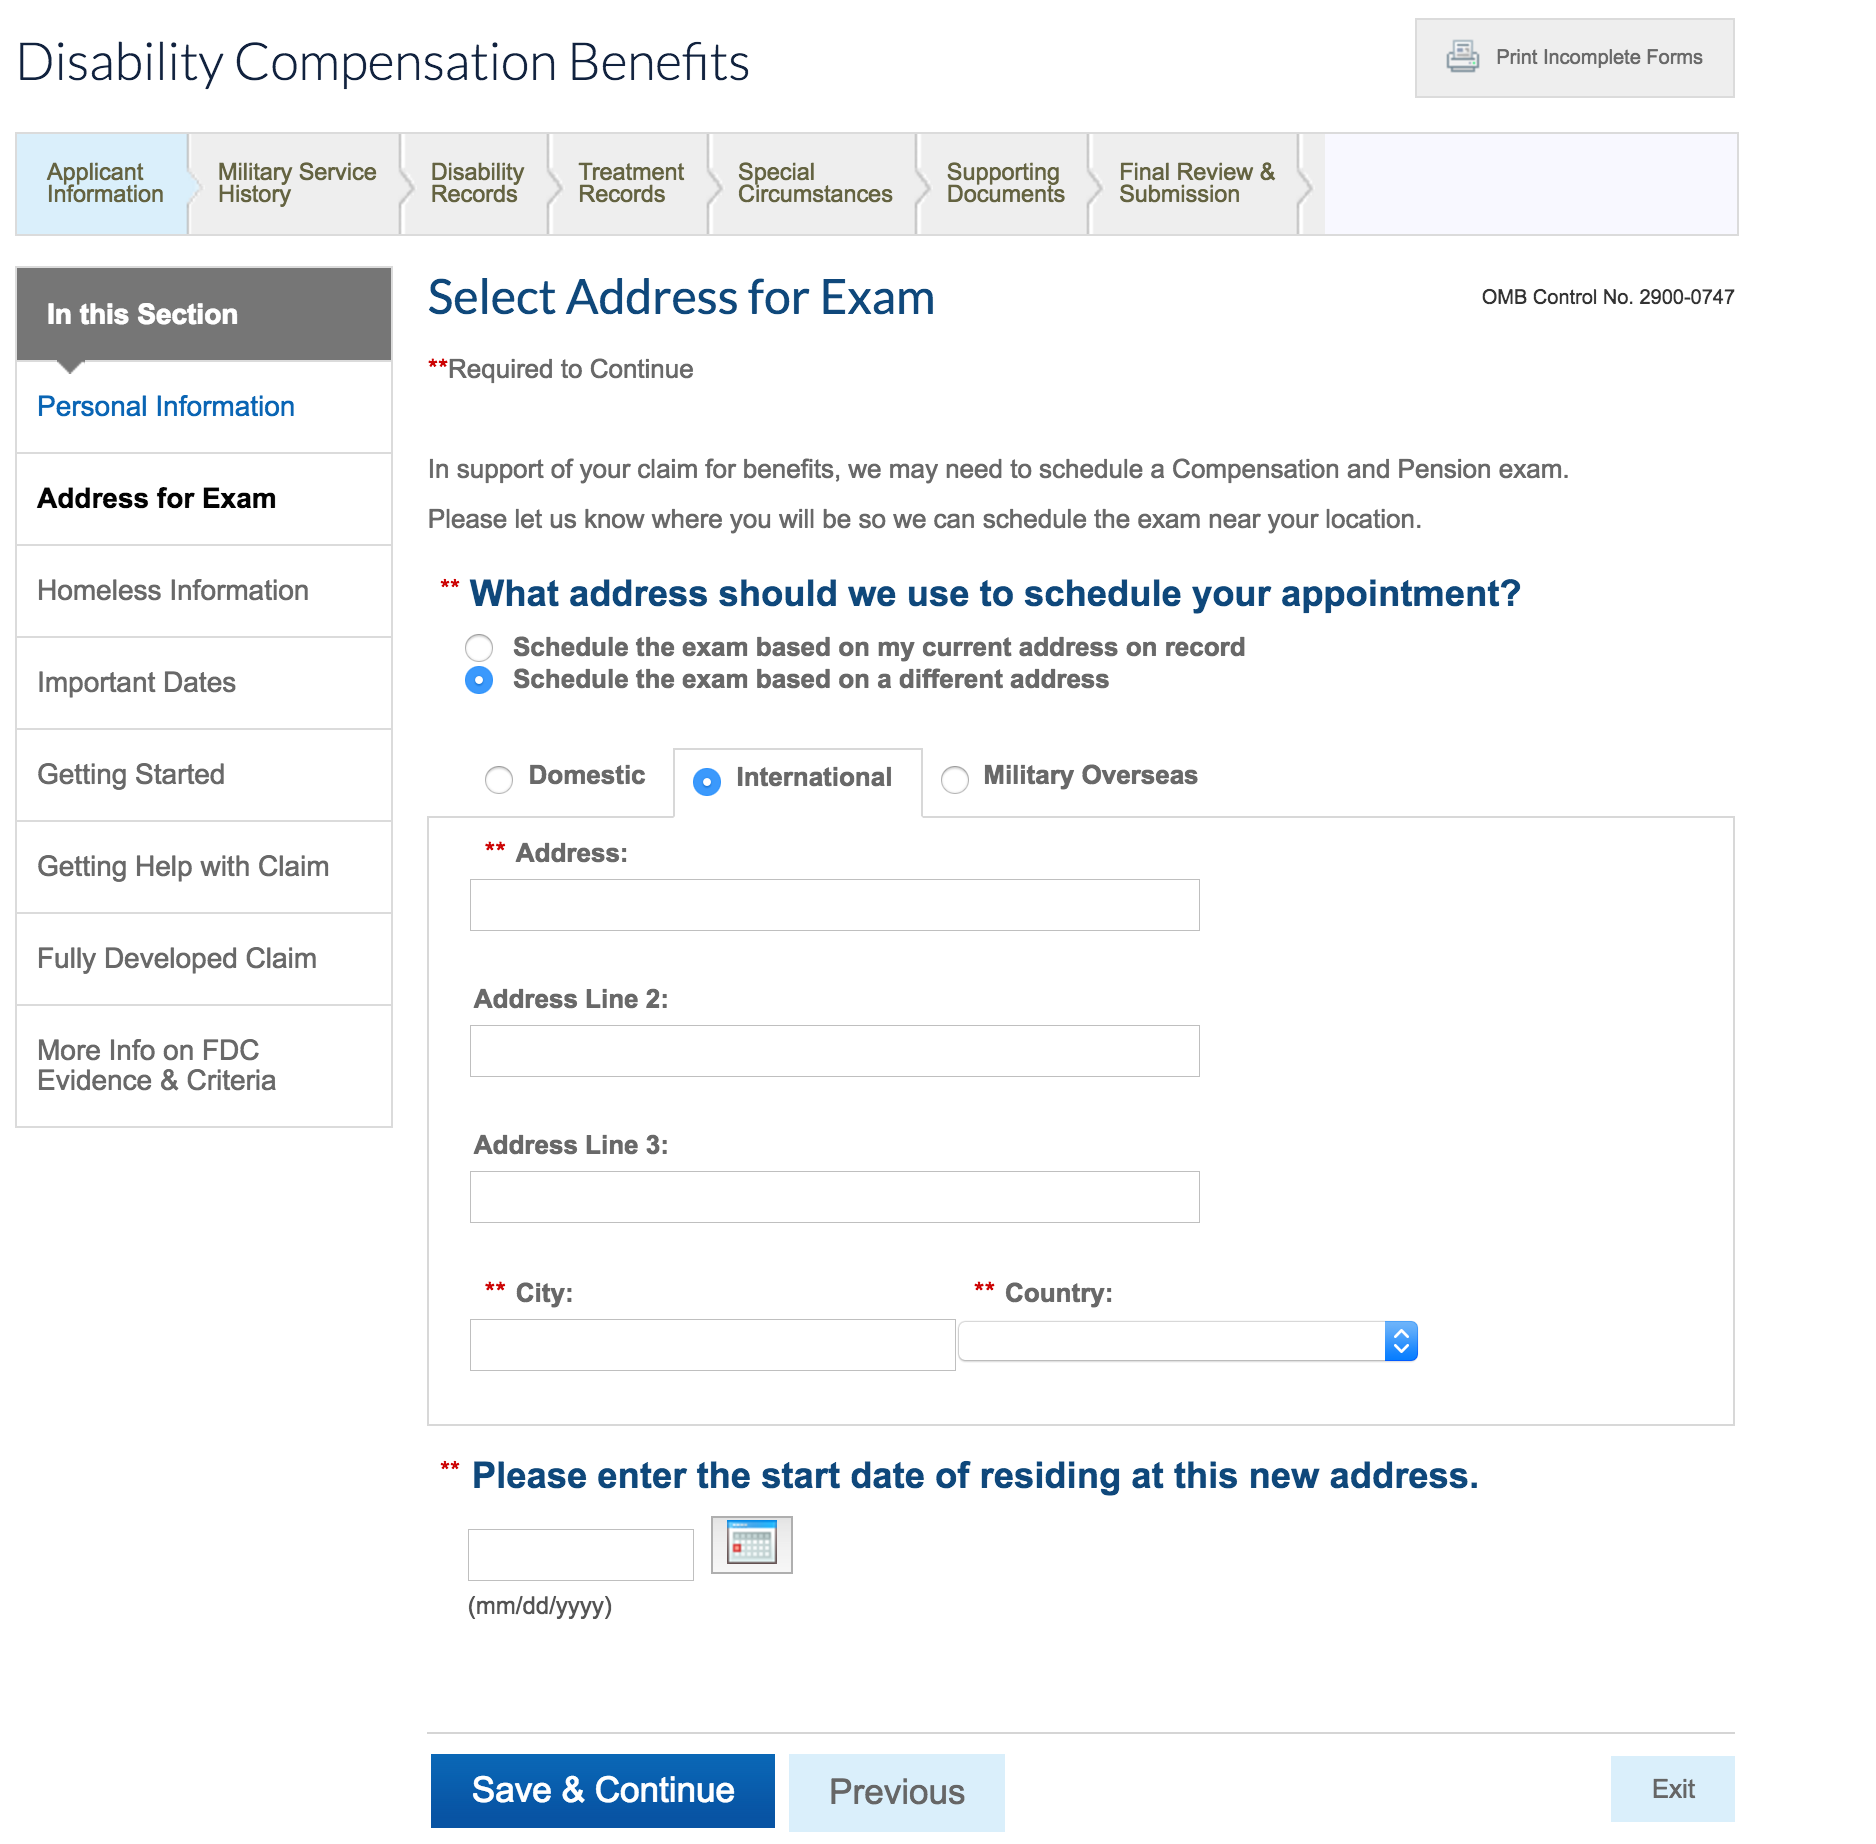 Disability Compensation Benefits
Print Incomplete Forms
Applicant
Information
Military Service
History
Disability
Records
Treatment
Records
Special
Circumstances
Supporting
Documents
Final Review &
Submission
In this Section
Personal Information
Address for Exam
Homeless Information
Important Dates
Getting Started
Getting Help with Claim
Fully Developed Claim
More Info on FDC
Evidence & Criteria
Select Address for Exam
OMB Control No. 2900-0747
**Required to Continue
In support of your claim for benefits, we may need to schedule a Compensation and Pension exam.
Please let us know where you will be so we can schedule the exam near your location.
** What address should we use to schedule your appointment?
Schedule the exam based on my current address on record
Schedule the exam based on a different address
Domestic
International
Military Overseas
** Address:
Address Line 2:
Address Line 3:
** City:
** Country:
** Please enter the start date of residing at this new address.
(mm/dd/yyyy)
Save & Continue
Previous
Exit